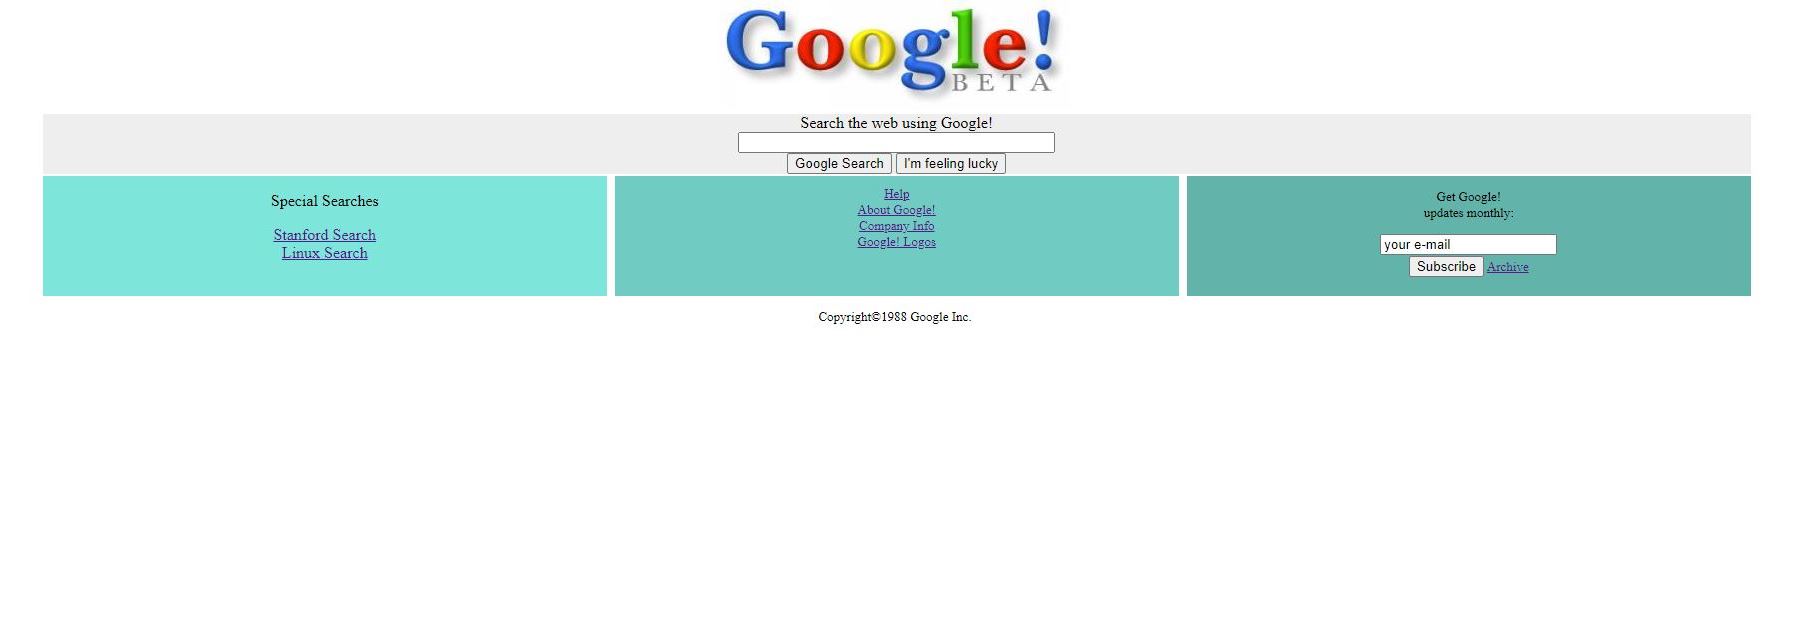 Google!
BETA
Search the web using Google!
Google Search I'm feeling lucky
Special Searches
Stanford Search
Linux Search
Help
About Google!
Company Info
Google! Logos
Get Google!
updates monthly:
your e-mail
Subscribe Archive
Copyright©1988 Google Inc.